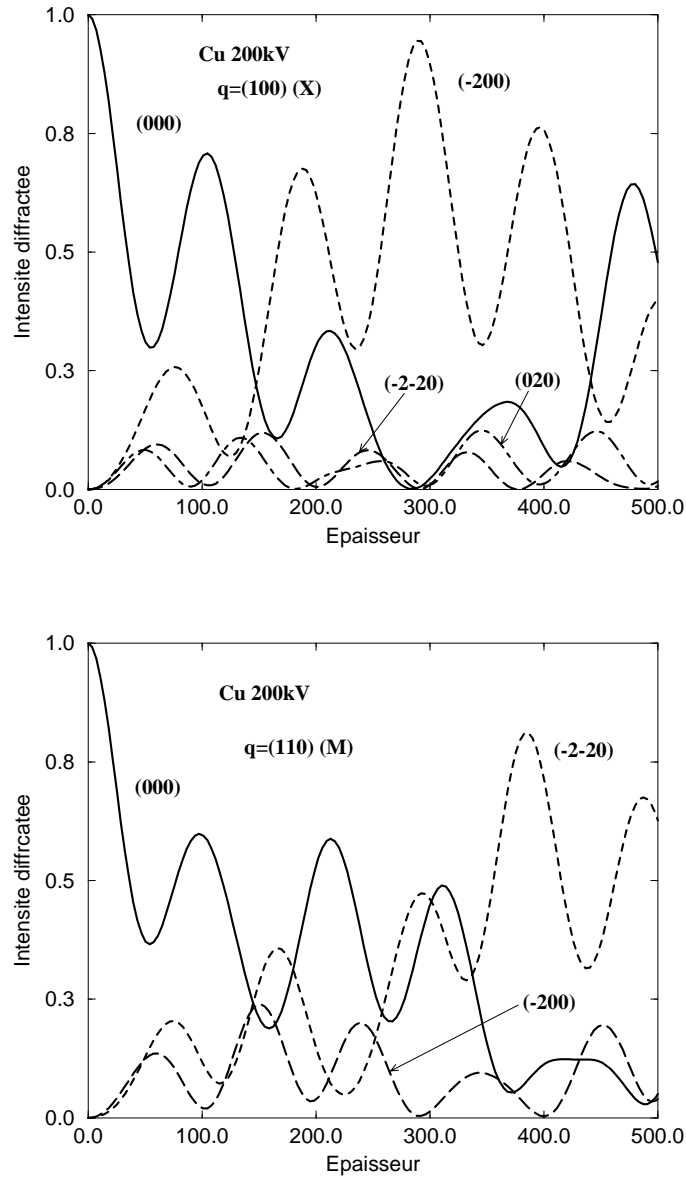 1.0
Cu 200kV
q=(100) (X)
(-200)
(000)
0.8
Intensite diffractee
0.5
0.3
(-2-20)
(020)
0.0
0.0 100.0 200.0 300.0 400.0 500.0
Epaisseur
1.0
Cu 200kV
q=(110) (M)
(-2-20)
0.8
(000)
Intensite diffrcatee
0.5
0.3
(-200)
0.0
0.0 100.0 200.0 300.0 400.0 500.0
Epaisseur